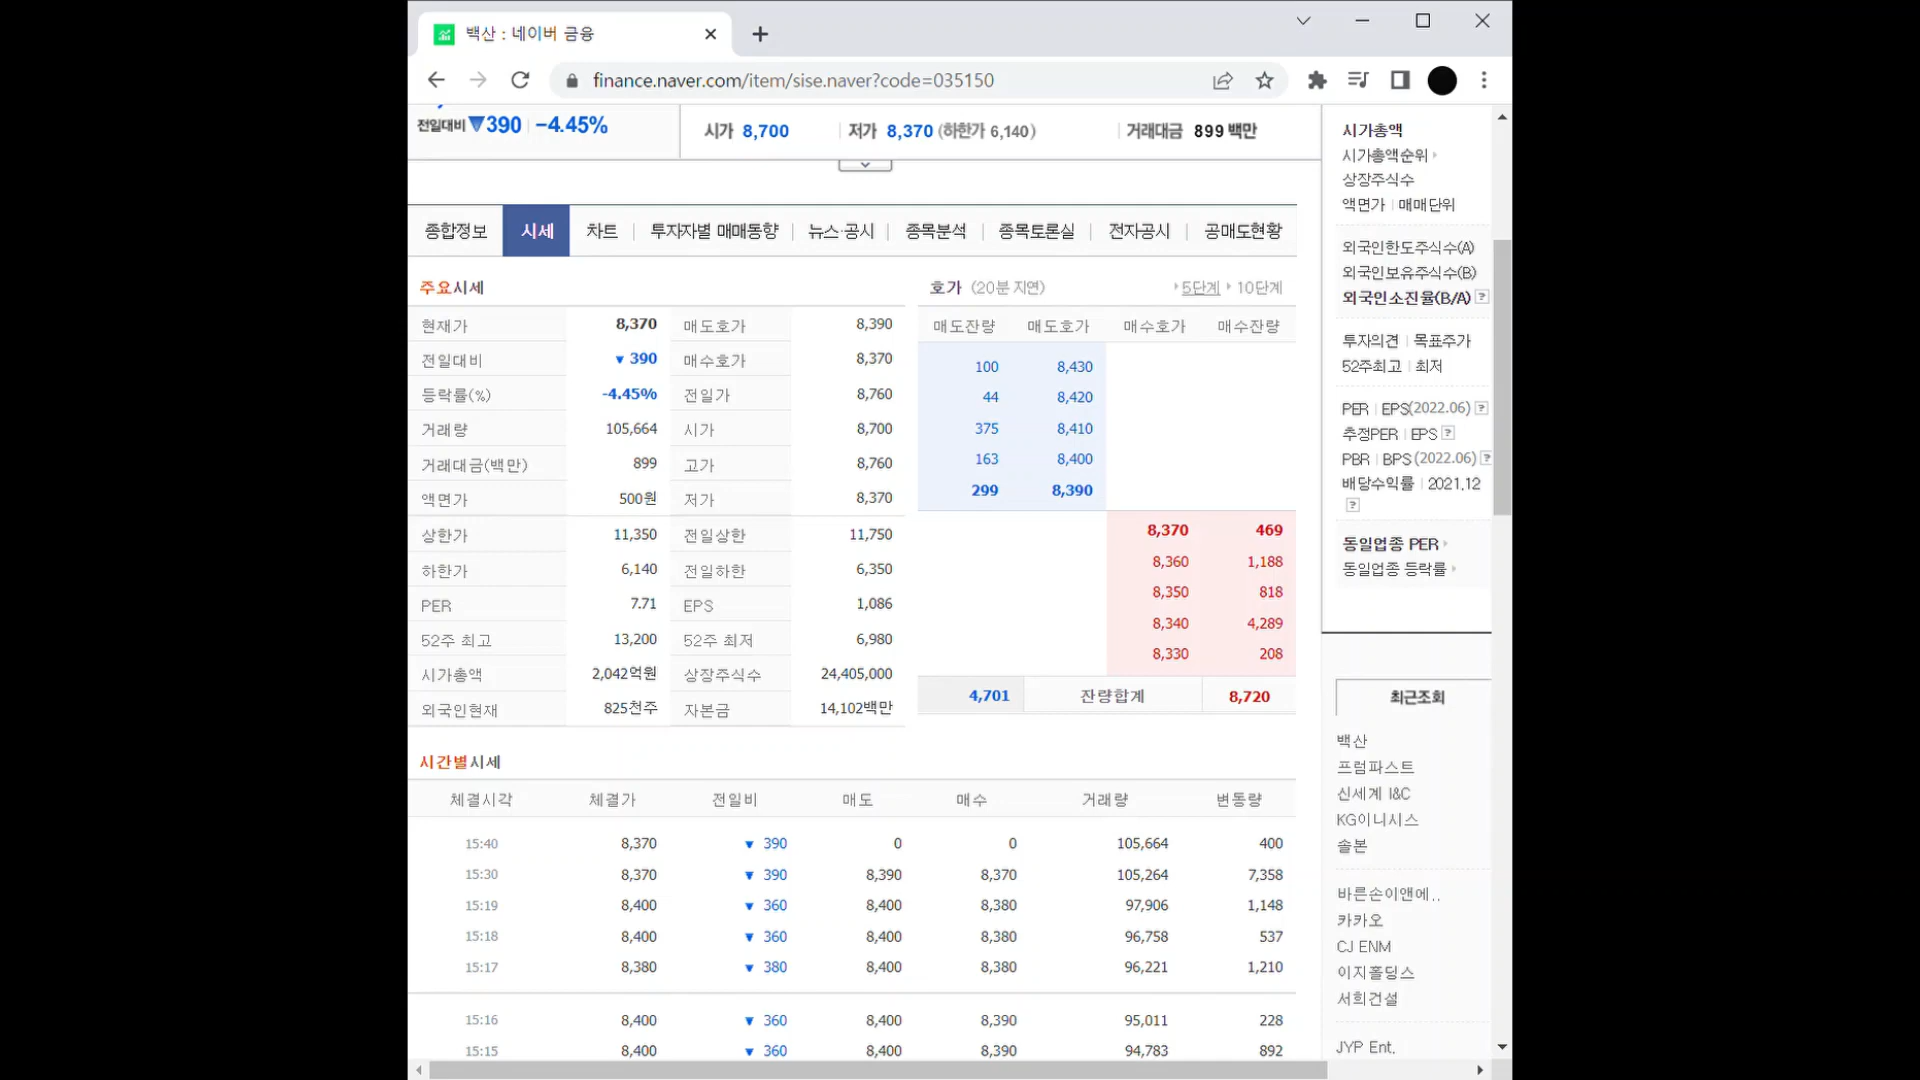 백산 : 네이버 금융
finance.naver.com/item/sise.naver?code=035150
전일대비 ▼390 -4.45%
시가 8,700 저가 8,370 (하한가 6,140) 거래대금 899 백만
종합정보 시세 차트 투자자별 매매동향 뉴스·공시 종목분석 종목토론실 전자공시 공매도현황
주요시세
현재가 8,370 매도호가 8,390
전일대비 ▼ 390 매수호가 8,370
등락률(%) -4.45% 전일가 8,760
거래량 105,664 시가 8,700
거래대금(백만) 899 고가 8,760
액면가 500원 저가 8,370
상한가 11,350 전일상한 11,750
하한가 6,140 전일하한 6,350
PER 7.71 EPS 1,086
52주 최고 13,200 52주 최저 6,980
시가총액 2,042억원 상장주식수 24,405,000
외국인현재 825천주 자본금 14,102백만
호가 (20분 지연) 5단계 10단계
매도잔량 매도호가 매수호가 매수잔량
100 8,430
44 8,420
375 8,410
163 8,400
299 8,390
8,370 469
8,360 1,188
8,350 818
8,340 4,289
8,330 208
4,701 잔량합계 8,720
시간별시세
체결시각 체결가 전일비 매도 매수 거래량 변동량
15:40 8,370 ▼ 390 0 0 105,664 400
15:30 8,370 ▼ 390 8,390 8,370 105,264 7,358
15:19 8,400 ▼ 360 8,400 8,380 97,906 1,148
15:18 8,400 ▼ 360 8,400 8,380 96,758 537
15:17 8,380 ▼ 380 8,400 8,380 96,221 1,210
15:16 8,400 ▼ 360 8,400 8,390 95,011 228
15:15 8,400 ▼ 360 8,400 8,390 94,783 892
시가총액
시가총액순위
상장주식수
액면가 매매단위
외국인한도주식수(A)
외국인보유주식수(B)
외국인소진율(B/A) ?
투자의견 목표주가
52주최고 최저
PER EPS(2022.06) ?
추정PER EPS ?
PBR BPS(2022.06) ?
배당수익률 2021.12
?
동일업종 PER
동일업종 등락률
최근조회
백산
프럼파스트
신세계 I&C
KG이니시스
솔본
바른손이앤에..
카카오
CJ ENM
이지홀딩스
서희건설
JYP Ent.